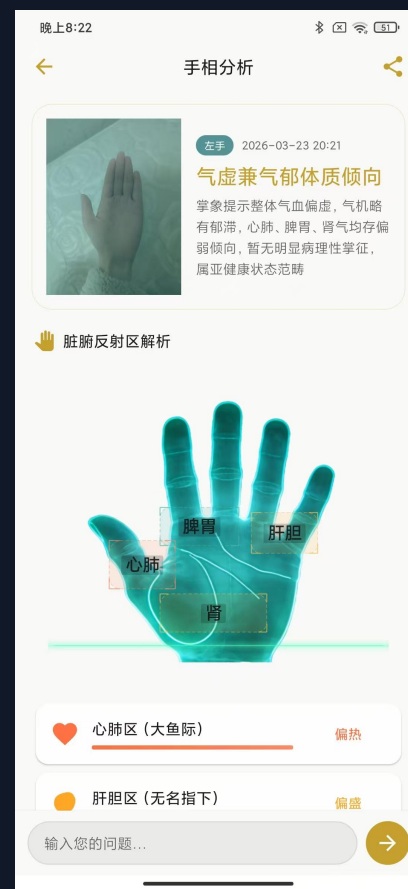 晚上8:22
51
手相分析
左手 2026-03-23 20:21
气虚兼气郁体质倾向
掌象提示整体气血偏虚，气机略
有郁滞，心肺、脾胃、肾气均存偏
弱倾向，暂无明显病理性掌征，
属亚健康状态范畴
脏腑反射区解析
脾胃
肝胆
心肺
肾
心肺区（大鱼际）
偏热
肝胆区（无名指下）
偏盛
输入您的问题...